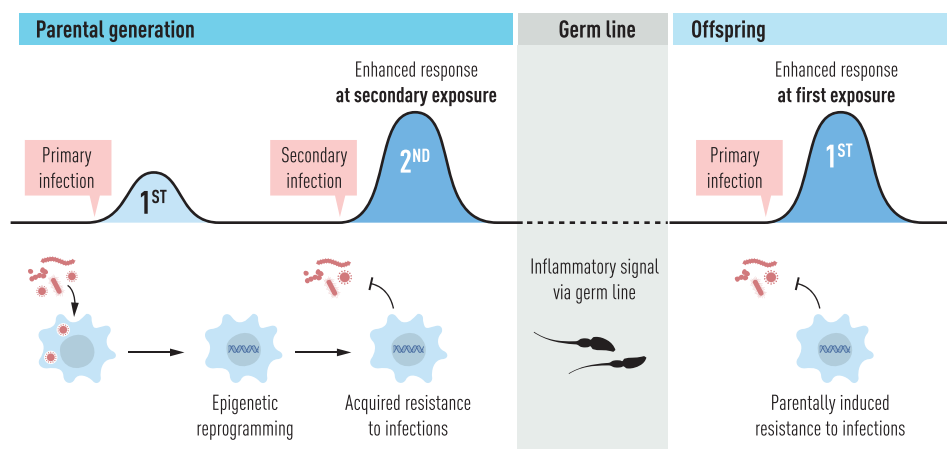 Parental generation
Germ line
Offspring
Enhanced response
at secondary exposure
Enhanced response
at first exposure
Primary
infection
1ST
Secondary
infection
2ND
Primary
infection
1ST
Inflammatory signal
via germ line
Epigenetic
reprogramming
Acquired resistance
to infections
Parentally induced
resistance to infections